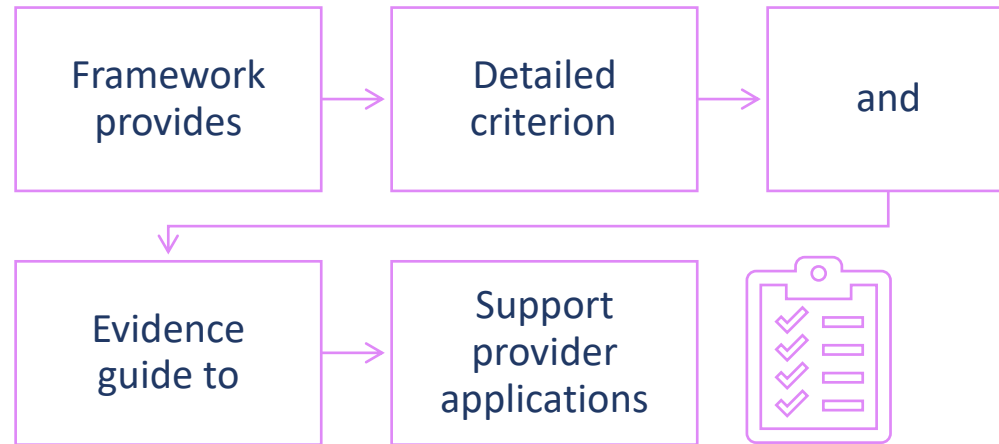 Framework
provides
Detailed
criterion
and
Evidence
guide to
Support
provider
applications